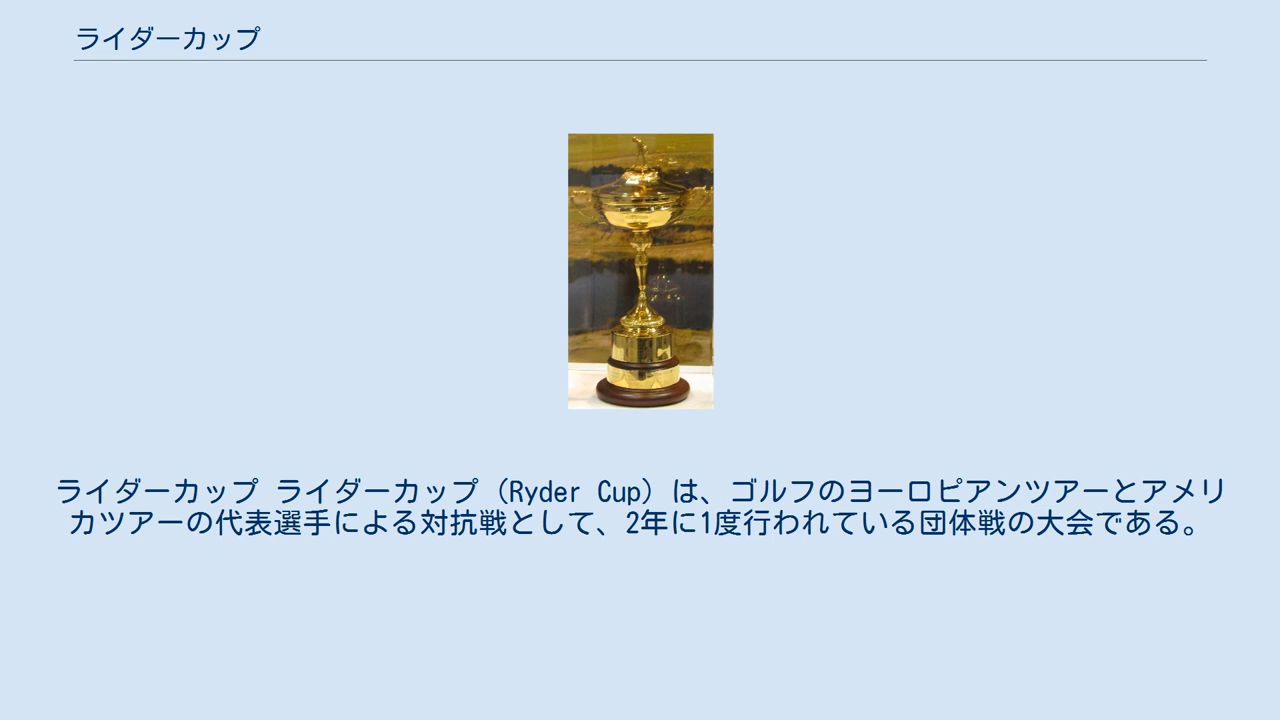 ライダーカップ
ライダーカップ ライダーカップ（Ryder Cup）は、ゴルフのヨーロピアンツアーとアメリ
カツアーの代表選手による対抗戦として、2年に1度行われている団体戦の大会である。